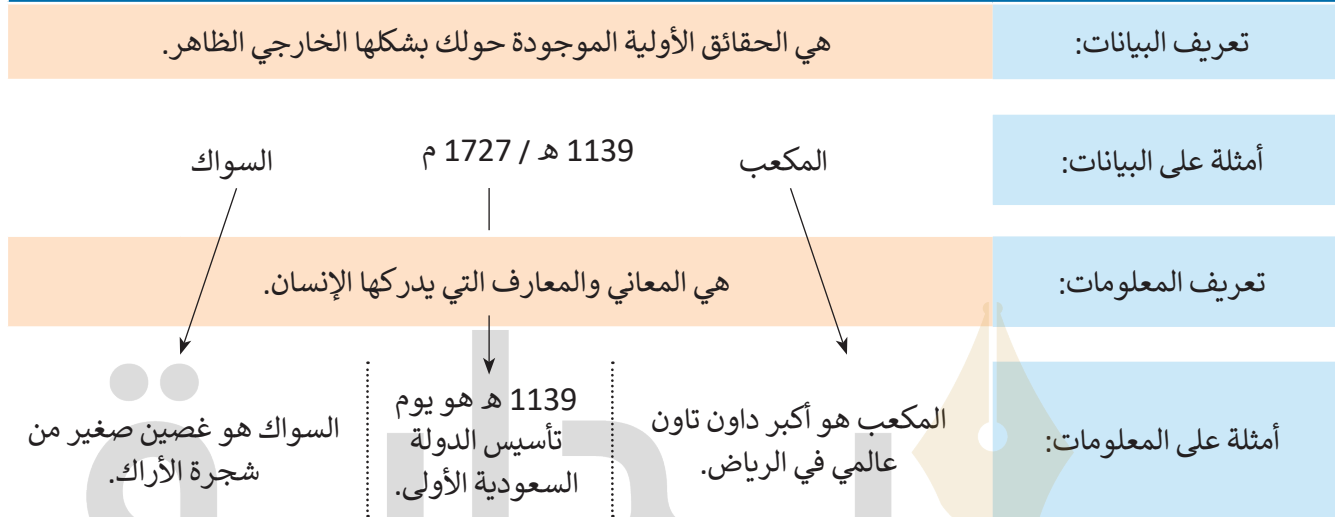 تعريف البيانات:
هي الحقائق الأولية الموجودة حولك بشكلها الخارجي الظاهر.
أمثلة على البيانات:
المكعب
1139 ه / 1727 م
السواك
تعريف المعلومات:
هي المعاني والمعارف التي يدركها الإنسان.
أمثلة على المعلومات:
المكعب هو أكبر داون تاون
عالمي في الرياض.
1139 ه هو يوم
تأسيس الدولة
السعودية الأولى.
السواك هو غصين صغير من
شجرة الأراك.